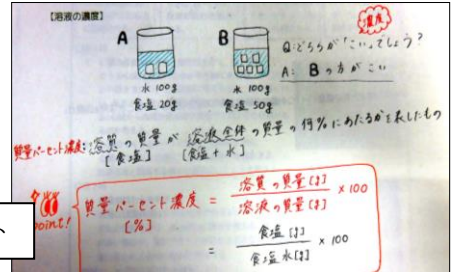 【溶液の濃度】
濃度
A
B
Q:どちらが「こい」でしょう?
A: Bの方がこい
水 100g
食塩 20g
水 100g
食塩 50g
質量パーセント濃度:溶質の質量が溶液全体の質量の何%にあたるかを表したもの
[食塩] [食塩+水]
point!
質量パーセント濃度 = 溶質の質量[g] / 溶液の質量[g] × 100
[%]
= 食塩[g] / 食塩水[g] × 100